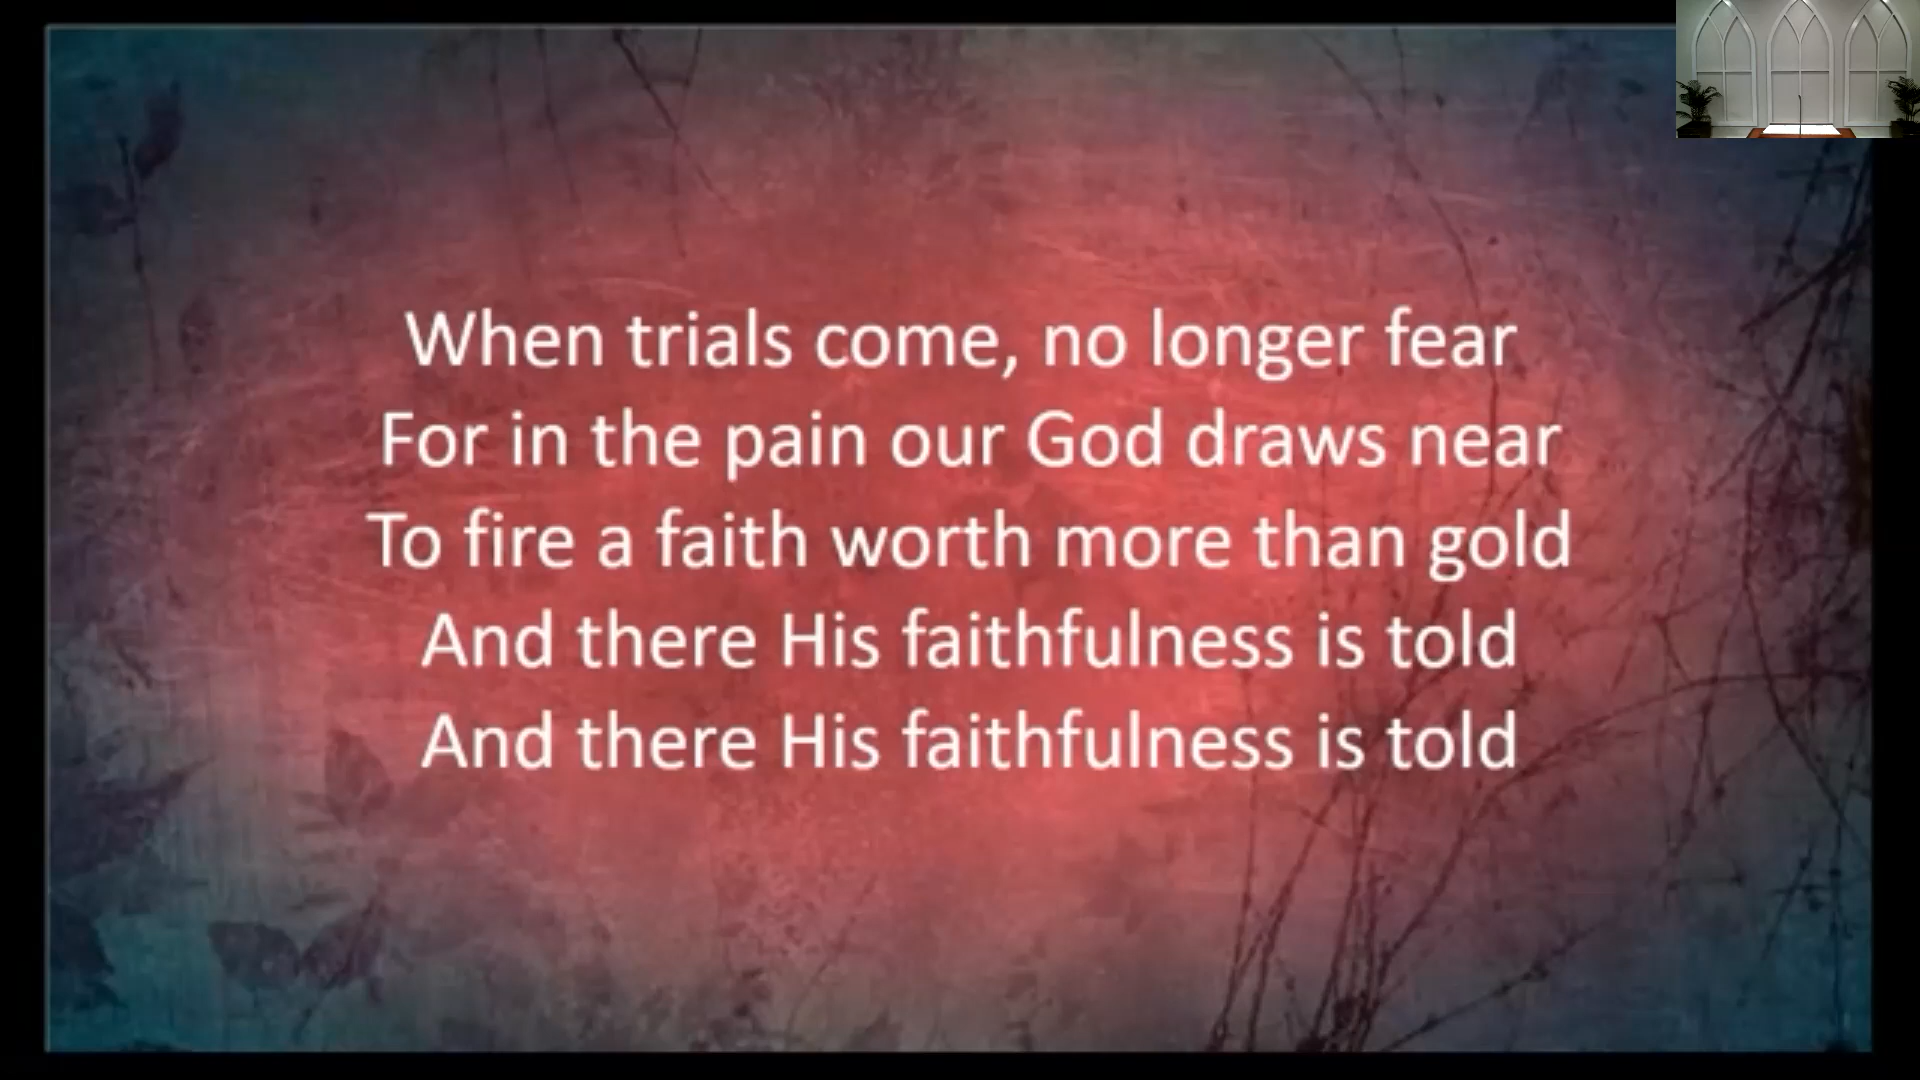 When trials come, no longer fear
For in the pain our God draws near
To fire a faith worth more than gold
And there His faithfulness is told
And there His faithfulness is told